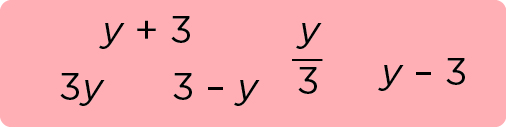 y + 3
y
3
3y
3 – y
y – 3